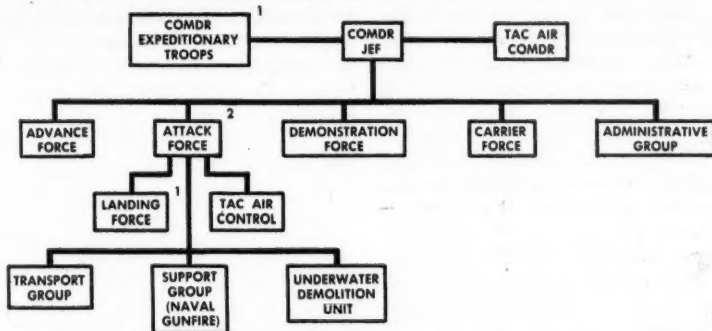 1
COMDR
EXPEDITIONARY
TROOPS
COMDR
JEF
TAC AIR
COMDR
ADVANCE
FORCE
2
ATTACK
FORCE
DEMONSTRATION
FORCE
CARRIER
FORCE
ADMINISTRATIVE
GROUP
LANDING
FORCE
1
TAC AIR
CONTROL
TRANSPORT
GROUP
SUPPORT
GROUP
(NAVAL
GUNFIRE)
UNDERWATER
DEMOLITION
UNIT